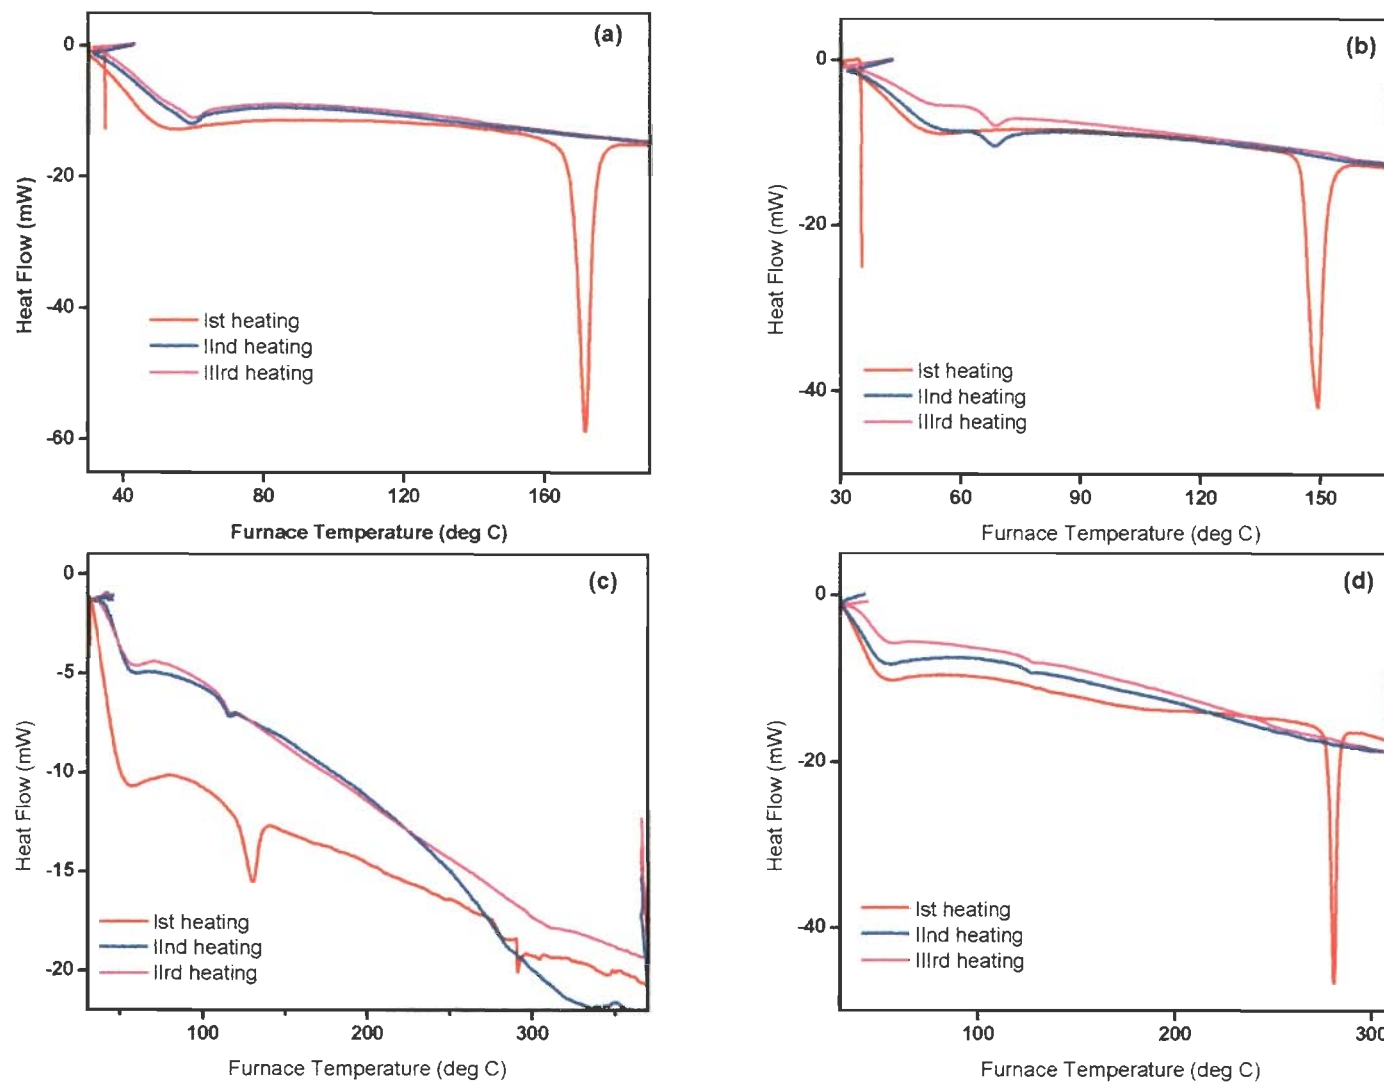 (a)
0
-20
-40
-60
Heat Flow (mW)
Ist heating
IInd heating
IIIrd heating
40 80 120 160
Furnace Temperature (deg C)
(b)
0
-20
-40
Heat Flow (mW)
Ist heating
IInd heating
IIIrd heating
30 60 90 120 150
Furnace Temperature (deg C)
(c)
0
-5
-10
-15
-20
Heat Flow (mW)
Ist heating
IInd heating
IIrd heating
100 200 300
Furnace Temperature (deg C)
(d)
0
-20
-40
Heat Flow (mW)
Ist heating
IInd heating
IIIrd heating
100 200 300
Furnace Temperature (deg C)